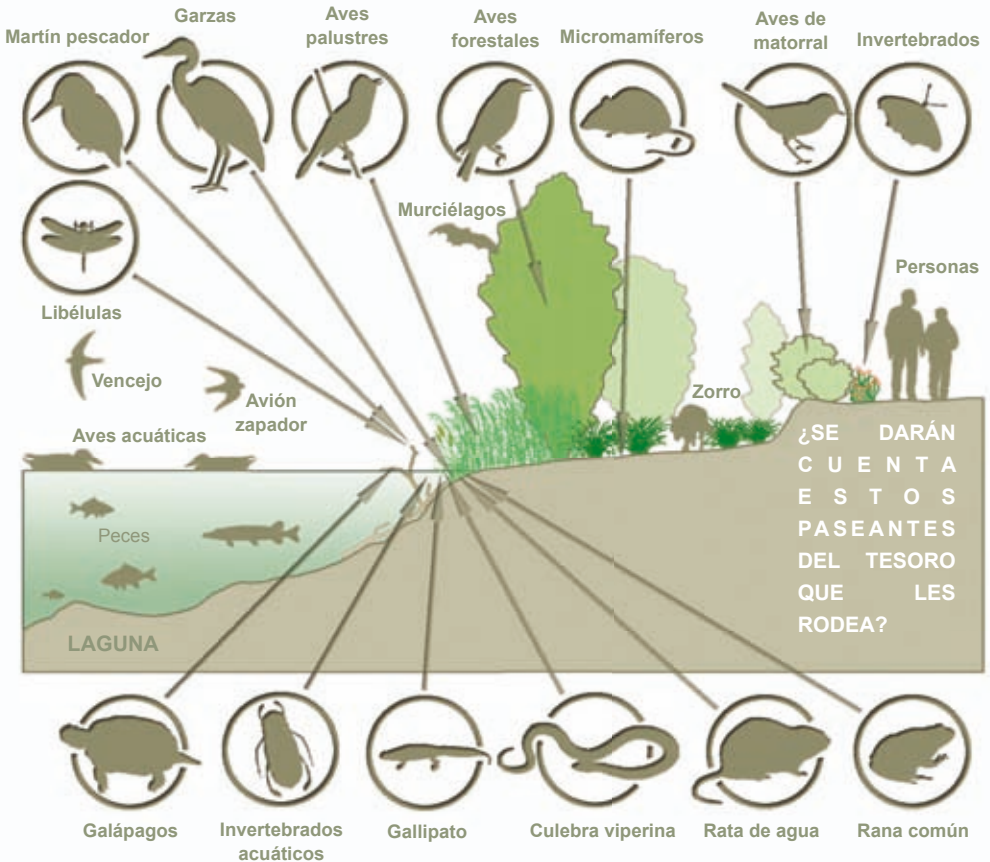 Martín pescador
Garzas
Aves
palustres
Aves
forestales
Micromamíferos
Aves de
matorral
Invertebrados
Murciélagos
Personas
Libélulas
Vencejo
Avión
zapador
Zorro
Aves acuáticas
Peces
LAGUNA
¿SE DARÁN
CUENTA
ESTOS
PASEANTES
DEL TESORO
QUE LES
RODEA?
Galápagos
Invertebrados
acuáticos
Gallipato
Culebra viperina
Rata de agua
Rana común